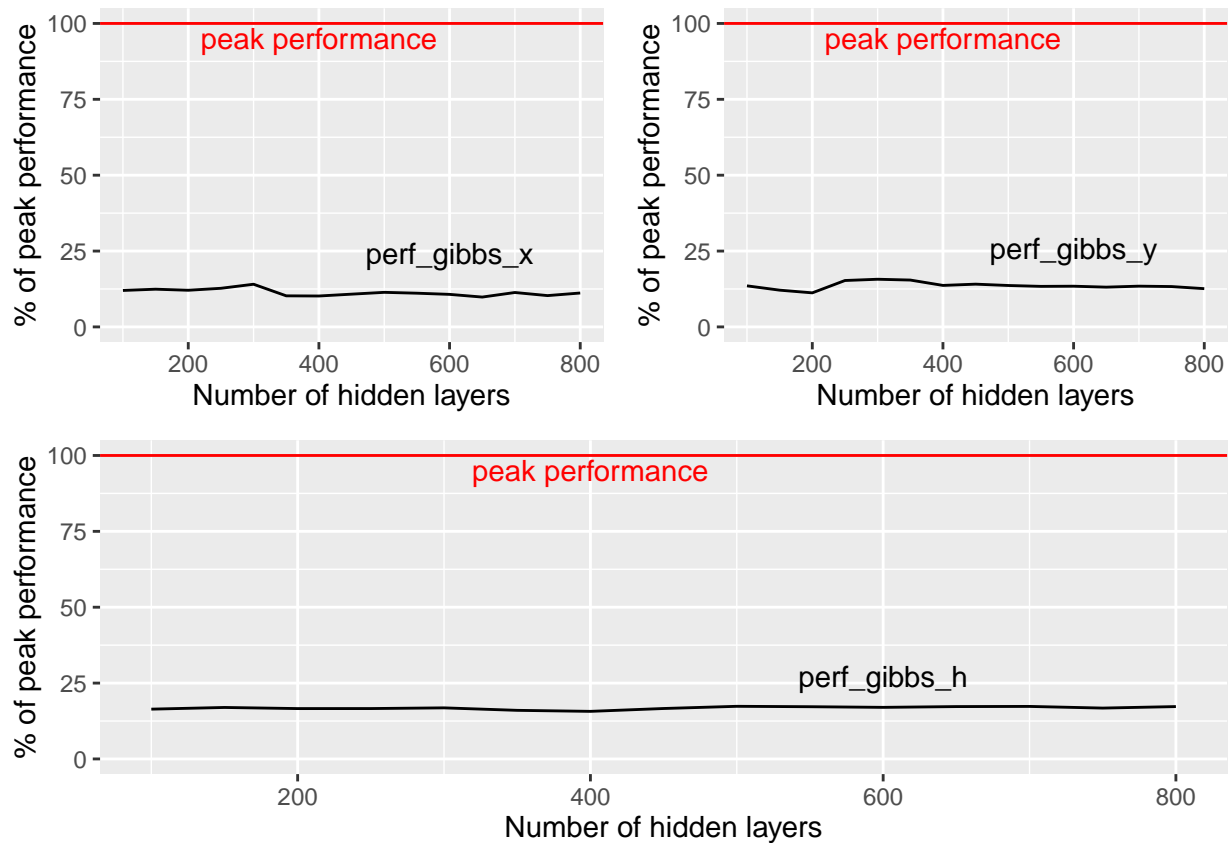 % of peak performance
100
75
50
25
0
peak performance
perf_gibbs_x
200
400
600
800
Number of hidden layers
% of peak performance
100
75
50
25
0
peak performance
perf_gibbs_y
200
400
600
800
Number of hidden layers
% of peak performance
100
75
50
25
0
peak performance
perf_gibbs_h
200
400
600
800
Number of hidden layers